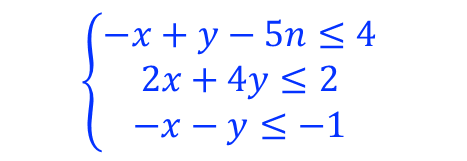 −x + y − 5n ≤ 4
2x + 4y ≤ 2
−x − y ≤ −1